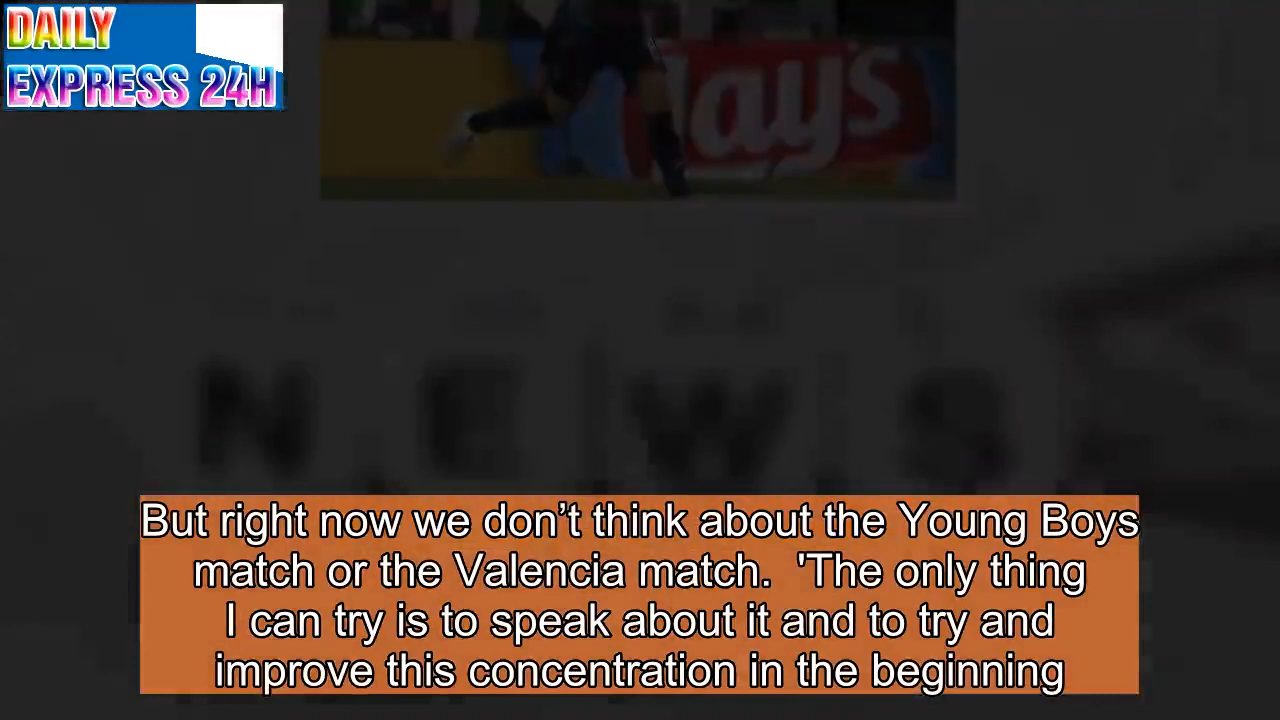 DAILY
EXPRESS 24H
Lay's
NEWS
But right now we don’t think about the Young Boys
match or the Valencia match.  'The only thing
I can try is to speak about it and to try and
improve this concentration in the beginning